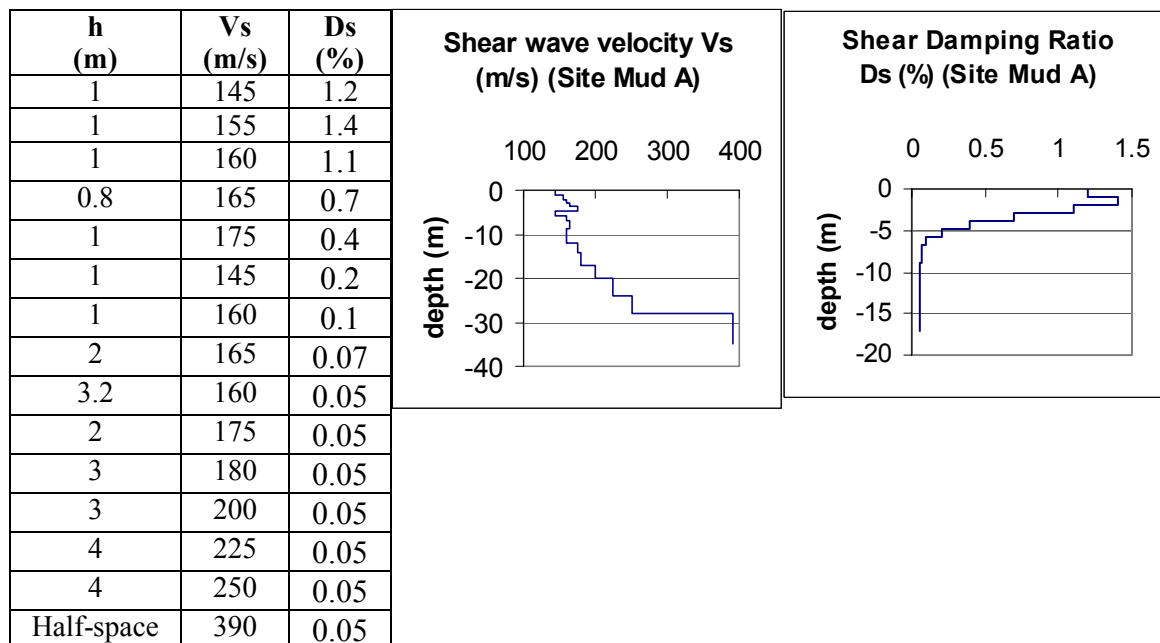 h Vs Ds
(m) (m/s) (%)
1 145 1.2
1 155 1.4
1 160 1.1
0.8 165 0.7
1 175 0.4
1 145 0.2
1 160 0.1
2 165 0.07
3.2 160 0.05
2 175 0.05
3 180 0.05
3 200 0.05
4 225 0.05
4 250 0.05
Half-space 390 0.05
Shear wave velocity Vs
(m/s) (Site Mud A)
100 200 300 400
0
-10
-20
-30
-40
depth (m)
Shear Damping Ratio
Ds (%) (Site Mud A)
0 0.5 1 1.5
0
-5
-10
-15
-20
depth (m)